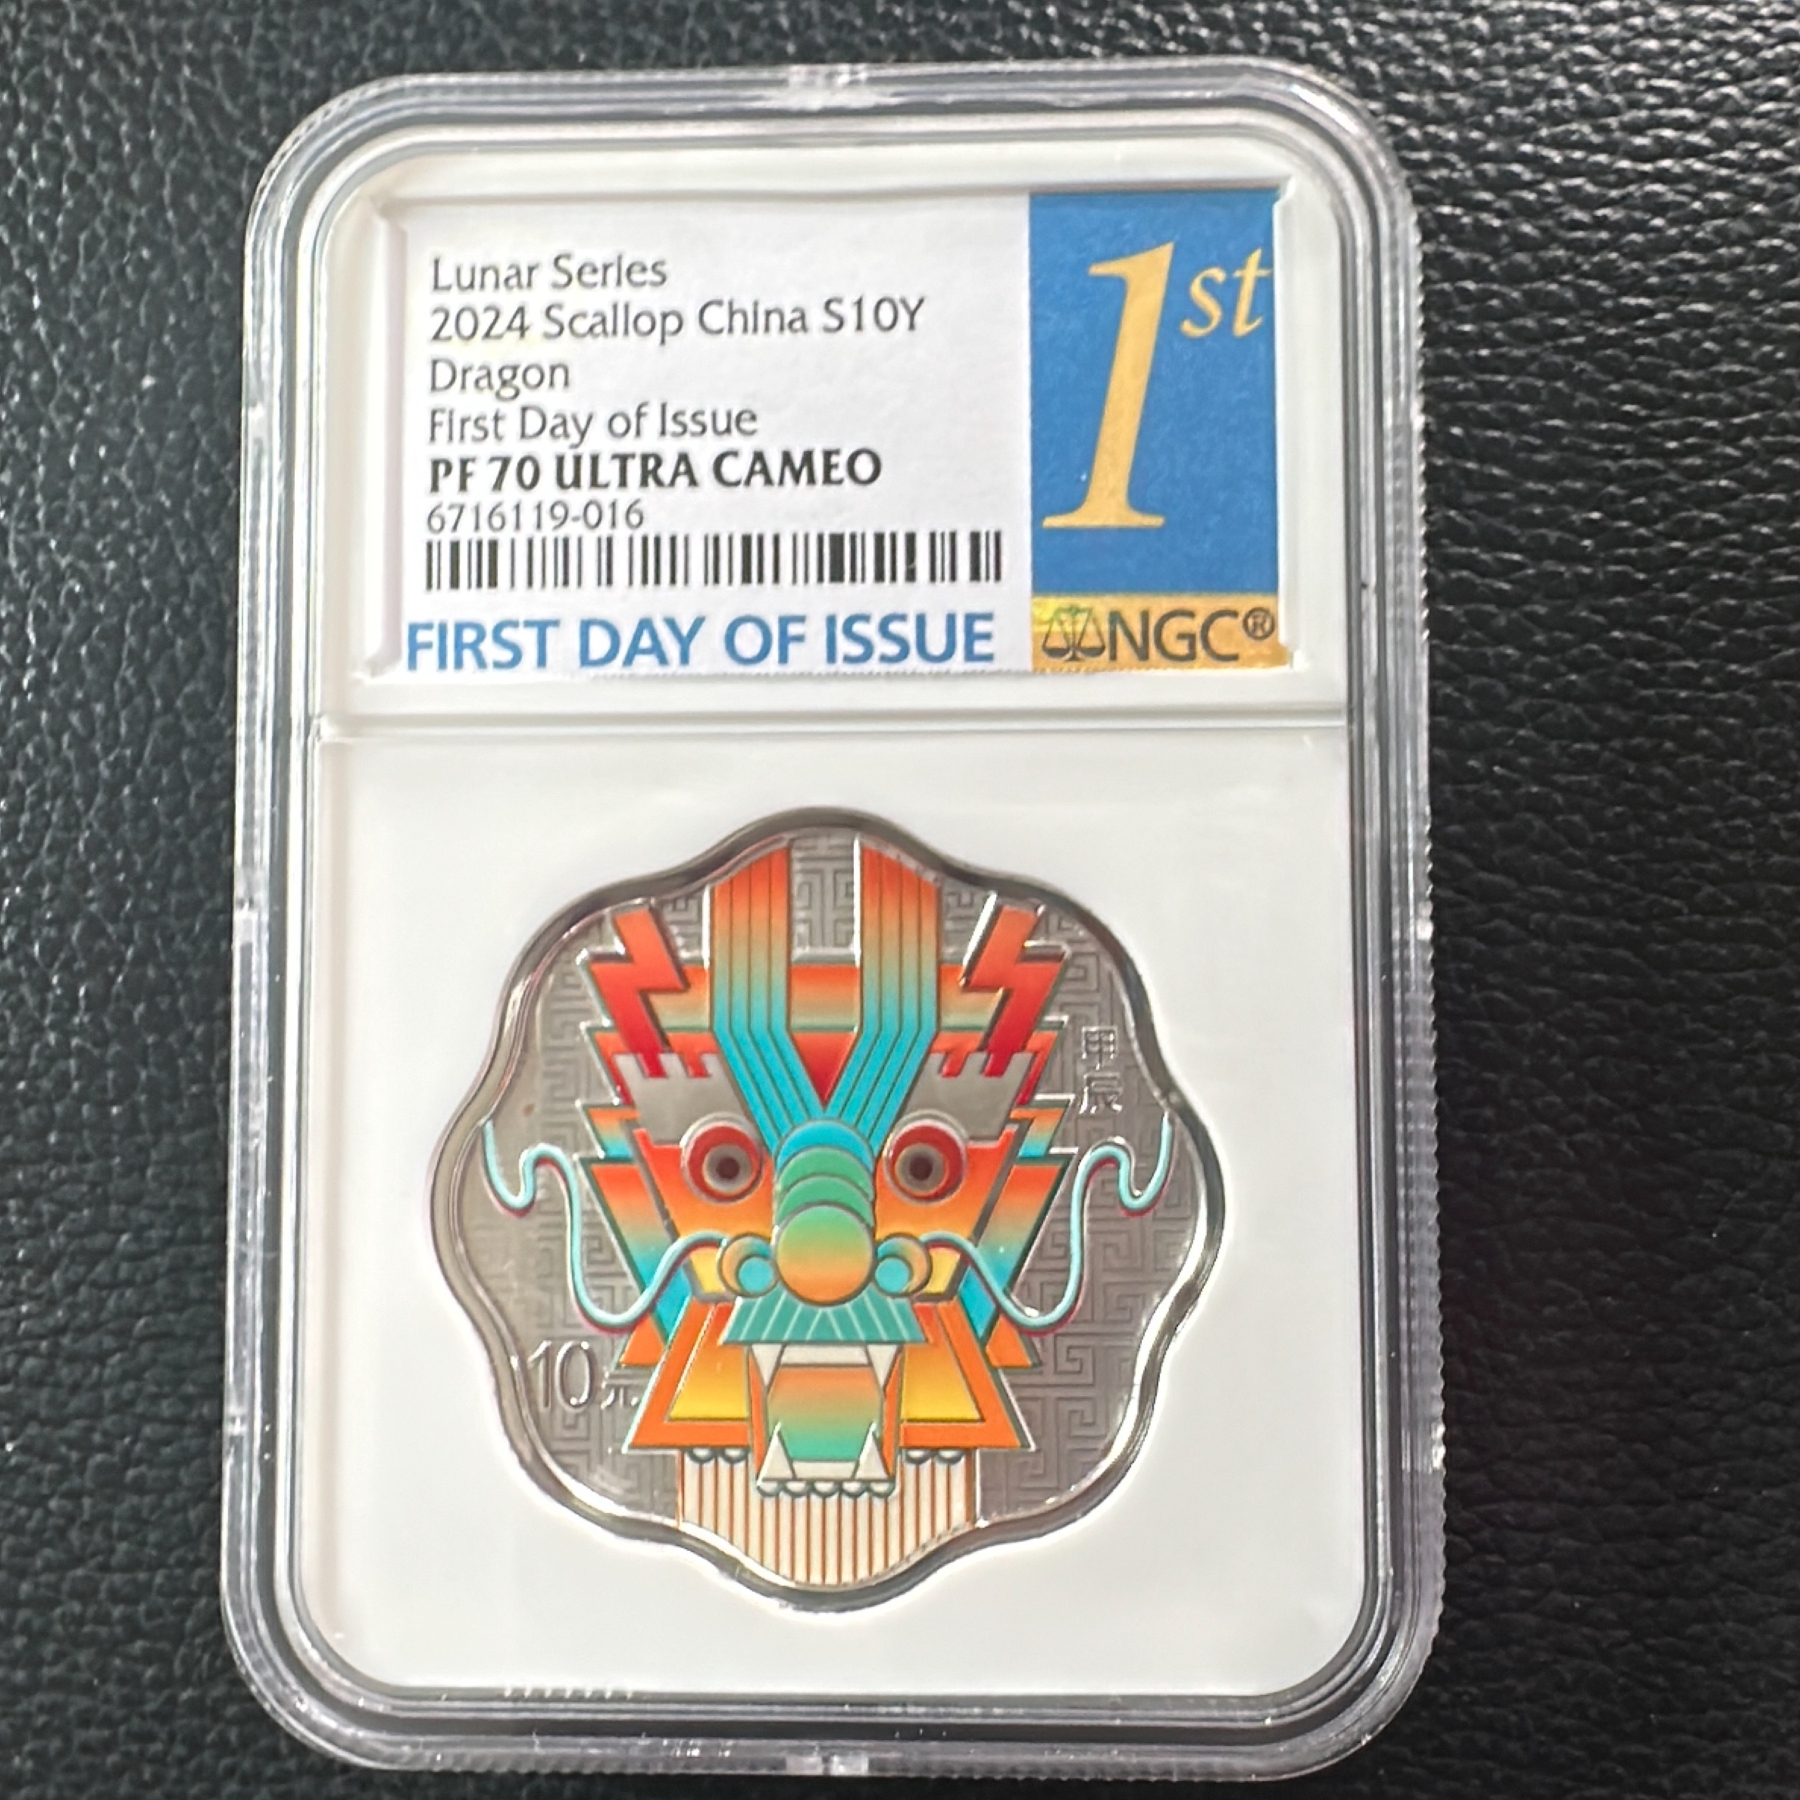 Lunar Series
2024 Scallop China S10Y
Dragon
First Day of Issue
PF 70 ULTRA CAMEO
6716119-016
FIRST DAY OF ISSUE
1st
NGC®
甲辰
10元